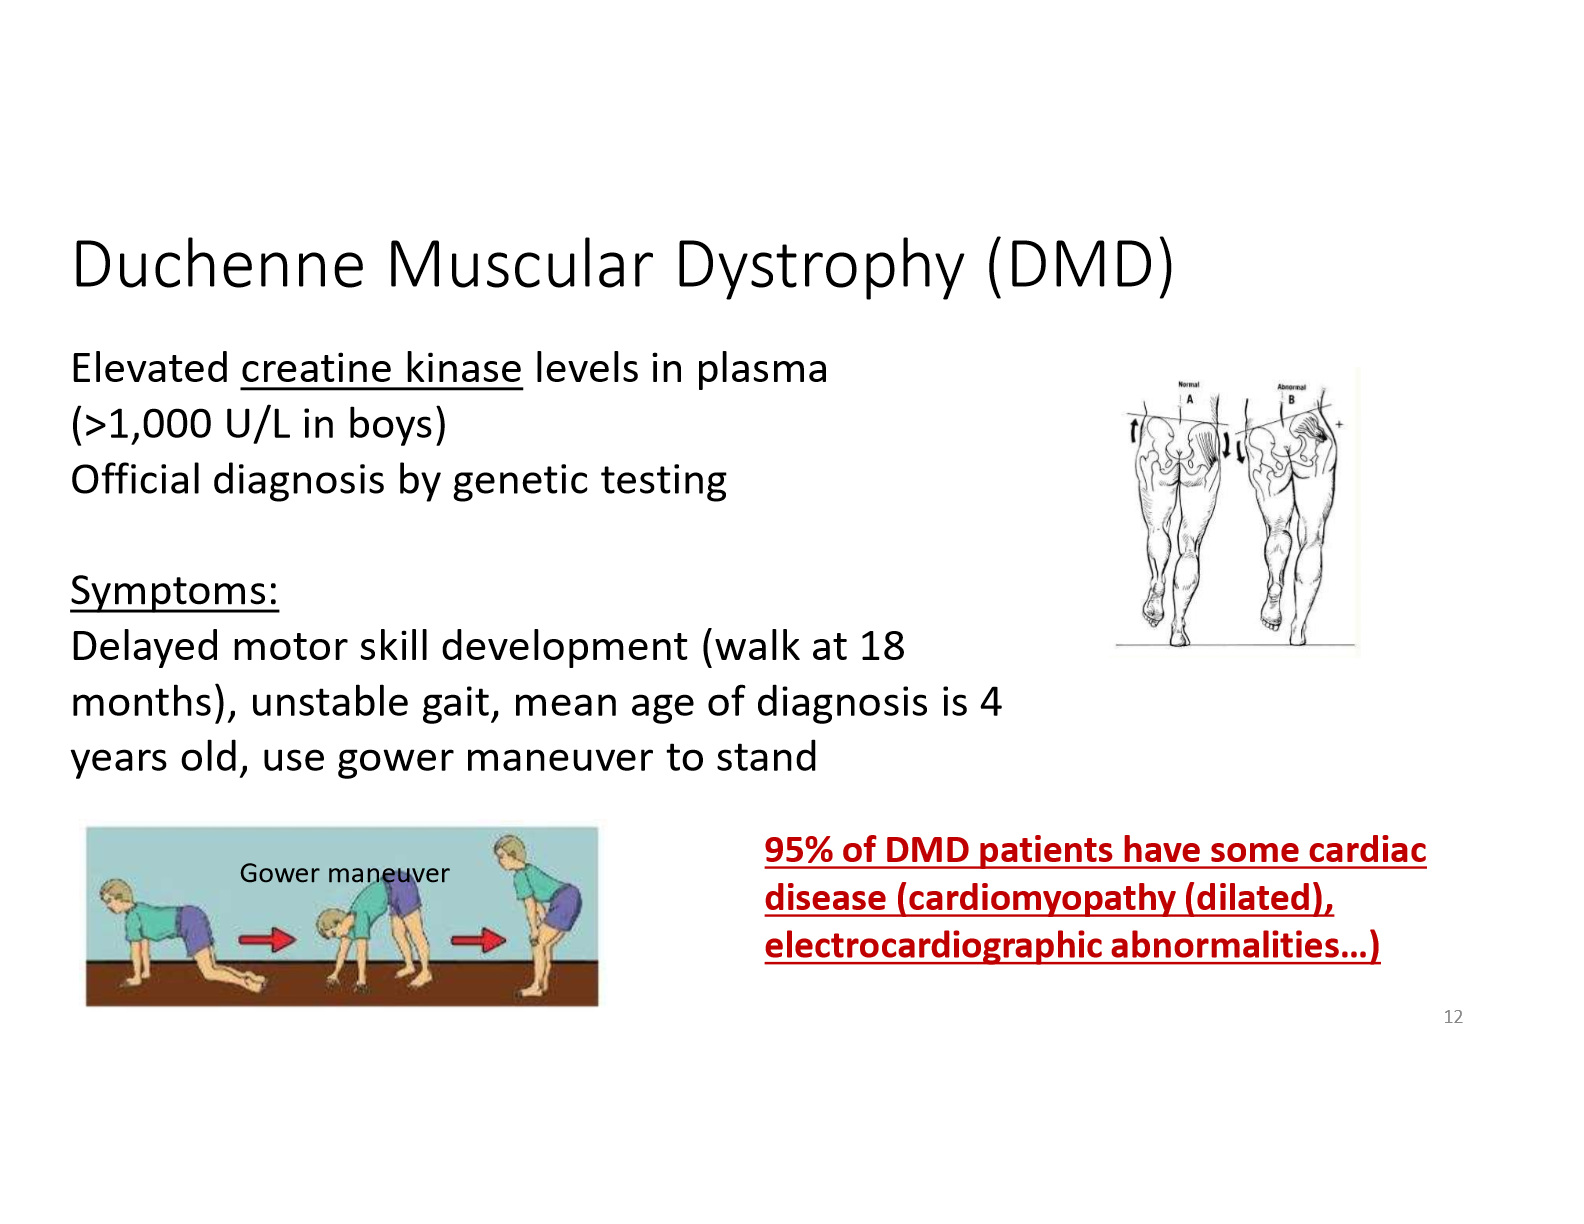 Duchenne Muscular Dystrophy (DMD)
Elevated creatine kinase levels in plasma
(>1,000 U/L in boys)
Official diagnosis by genetic testing
Symptoms:
Delayed motor skill development (walk at 18
months), unstable gait, mean age of diagnosis is 4
years old, use gower maneuver to stand
Normal
A
Abnormal
B
+
Gower maneuver
95% of DMD patients have some cardiac
disease (cardiomyopathy (dilated),
electrocardiographic abnormalities...)
12